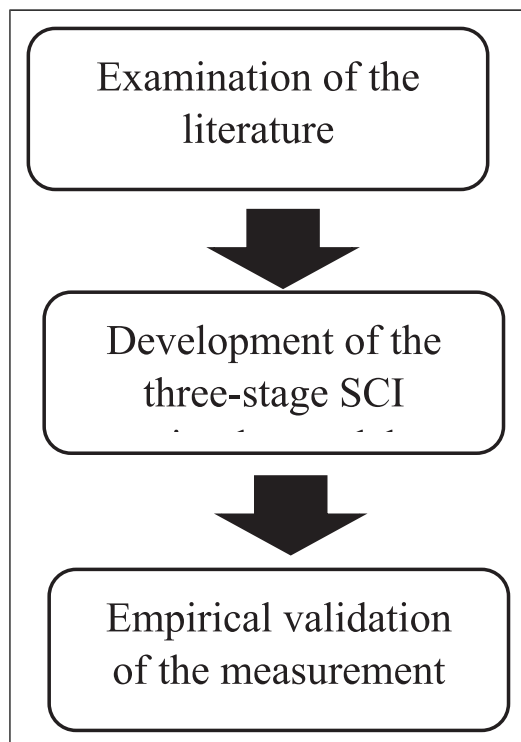 Examination of the
literature
Development of the
three-stage SCI
Empirical validation
of the measurement